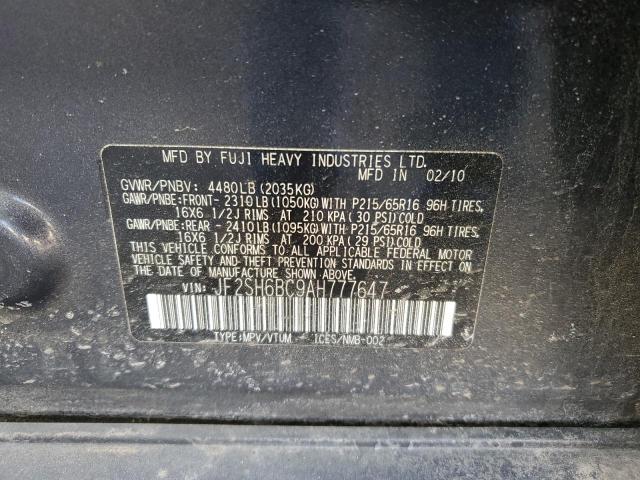 MFD BY FUJI HEAVY INDUSTRIES LTD.
MFD IN 02/10
GVWR/PNBV: 4480LB (2035KG)
GAWR/PNBE:FRONT- 2310LB (1050KG) WITH P215/65R16 96H TIRES,
16X6 1/2J RIMS AT 210 KPA (30 PSI) COLD
GAWR/PNBE:REAR - 2410LB (1095KG) WITH P215/65R16 96H TIRES,
16X6 1/2J RIMS AT 200 KPA (29 PSI) COLD
THIS VEHICLE CONFORMS TO ALL APPLICABLE FEDERAL MOTOR
VEHICLE SAFETY, BUMPER, AND THEFT PREVENTION STANDARDS
IN EFFECT ON THE DATE OF MANUFACTURE SHOWN ABOVE.
VIN: JF2SH6BC9AH777647
TYPE:MPV/VTUM ICES/NMB-002